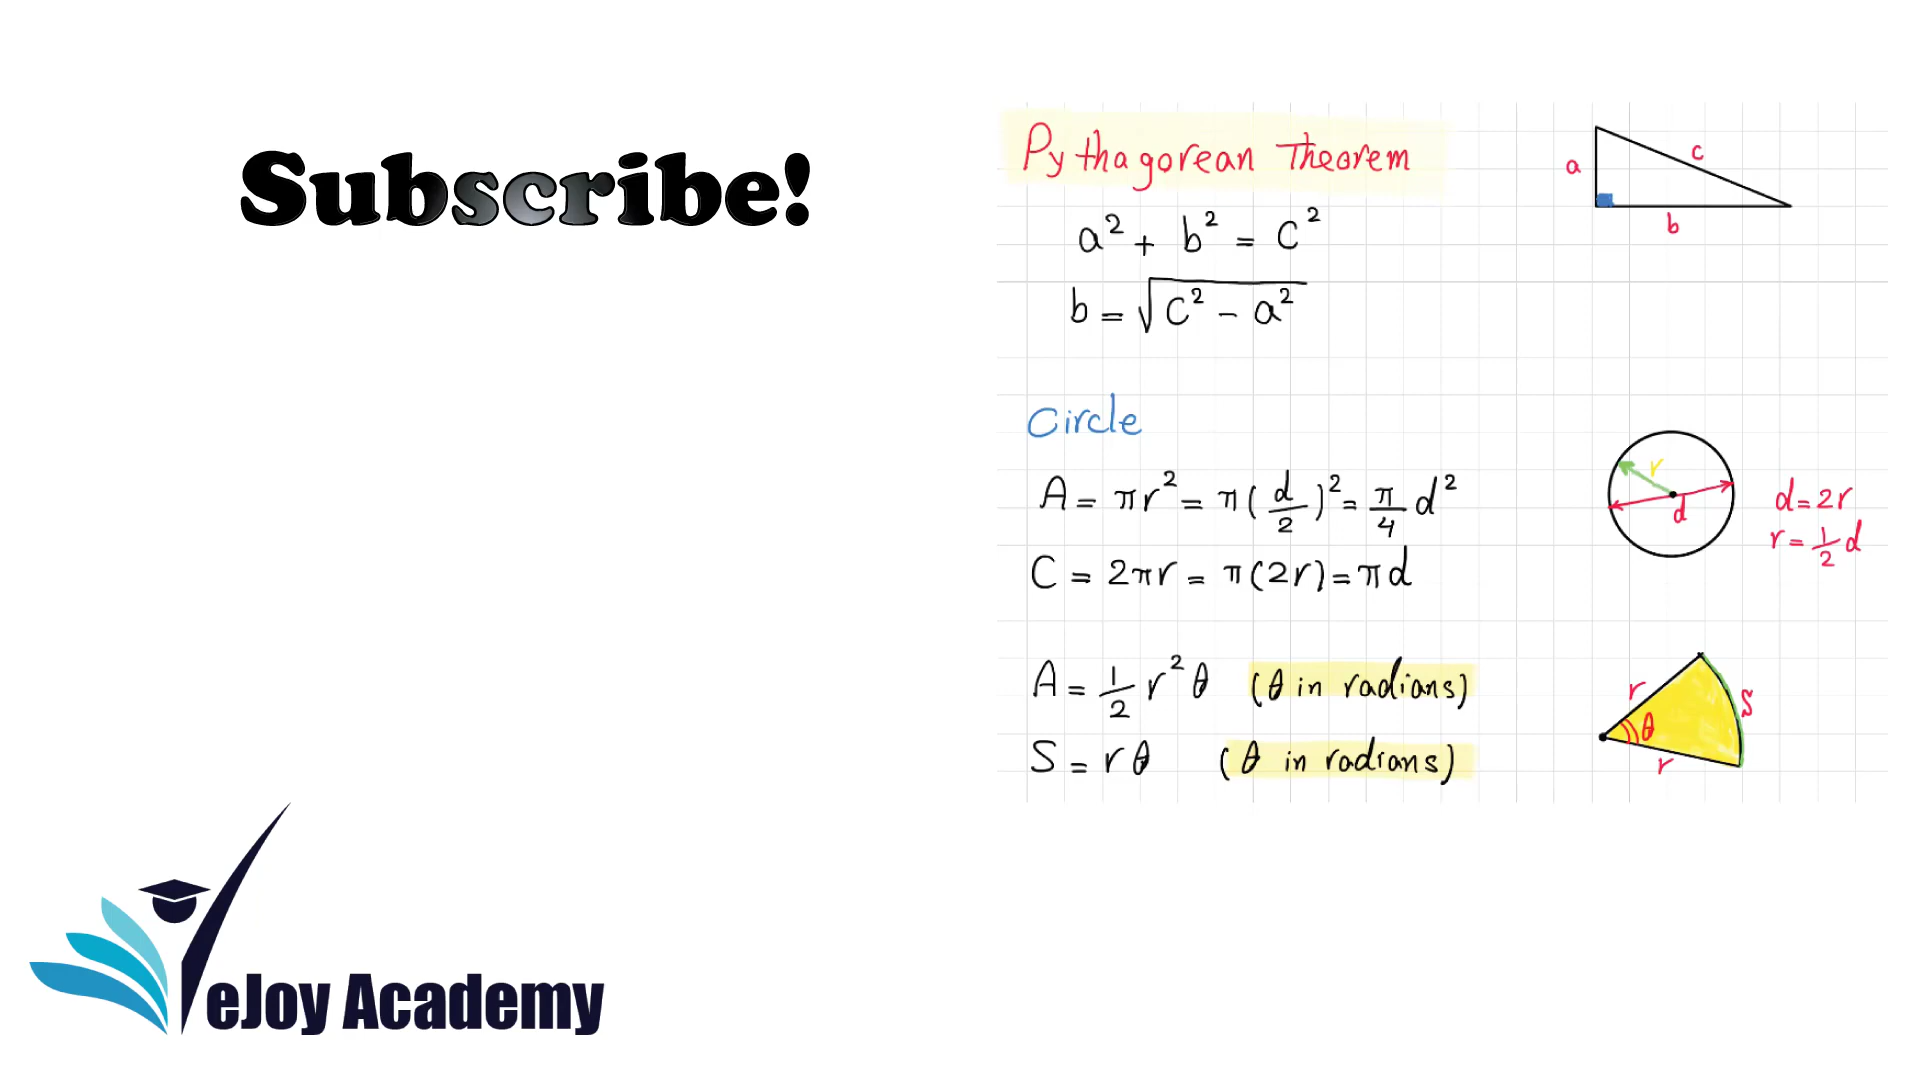 Subscribe!
Pythagorean Theorem
a² + b² = c²
b = √(c² - a²)
a
c
b
Circle
A = πr² = π(d/2)² = π/4 d²
C = 2πr = π(2r) = πd
r
d
d = 2r
r = 1/2 d
A = 1/2 r² θ (θ in radians)
S = rθ (θ in radians)
r
θ
S
r
eJoy Academy